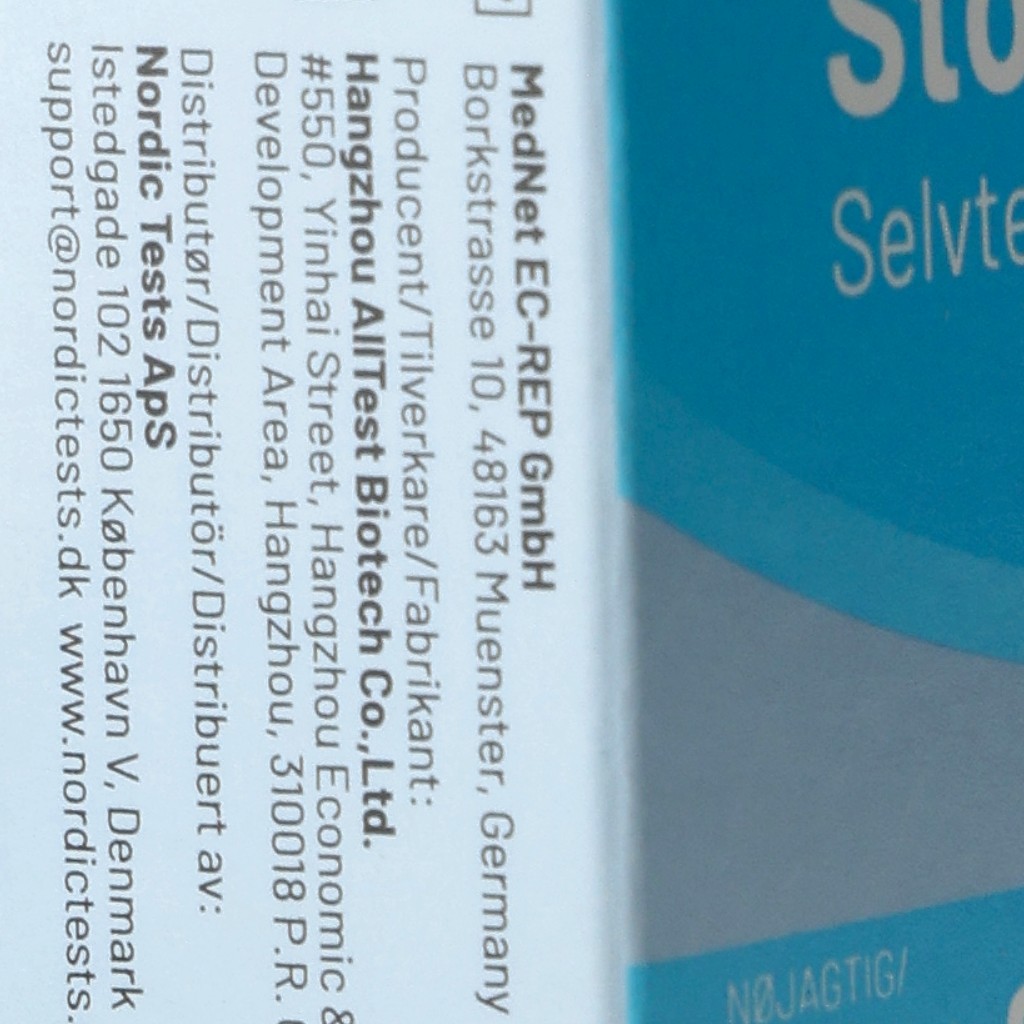 MedNet EC-REP GmbH
Borkstrasse 10, 48163 Muenster, Germany
Producent/Tilverkare/Fabrikant:
Hangzhou AllTest Biotech Co.,Ltd.
#550, Yinhai Street, Hangzhou Economic &
Development Area, Hangzhou, 310018 P.R.
Distributør/Distributör/Distribuert av:
Nordic Tests ApS
Istedgade 102 1650 København V, Denmark
support@nordictests.dk www.nordictests.
Sto
Selvte
NØJAGTIG/